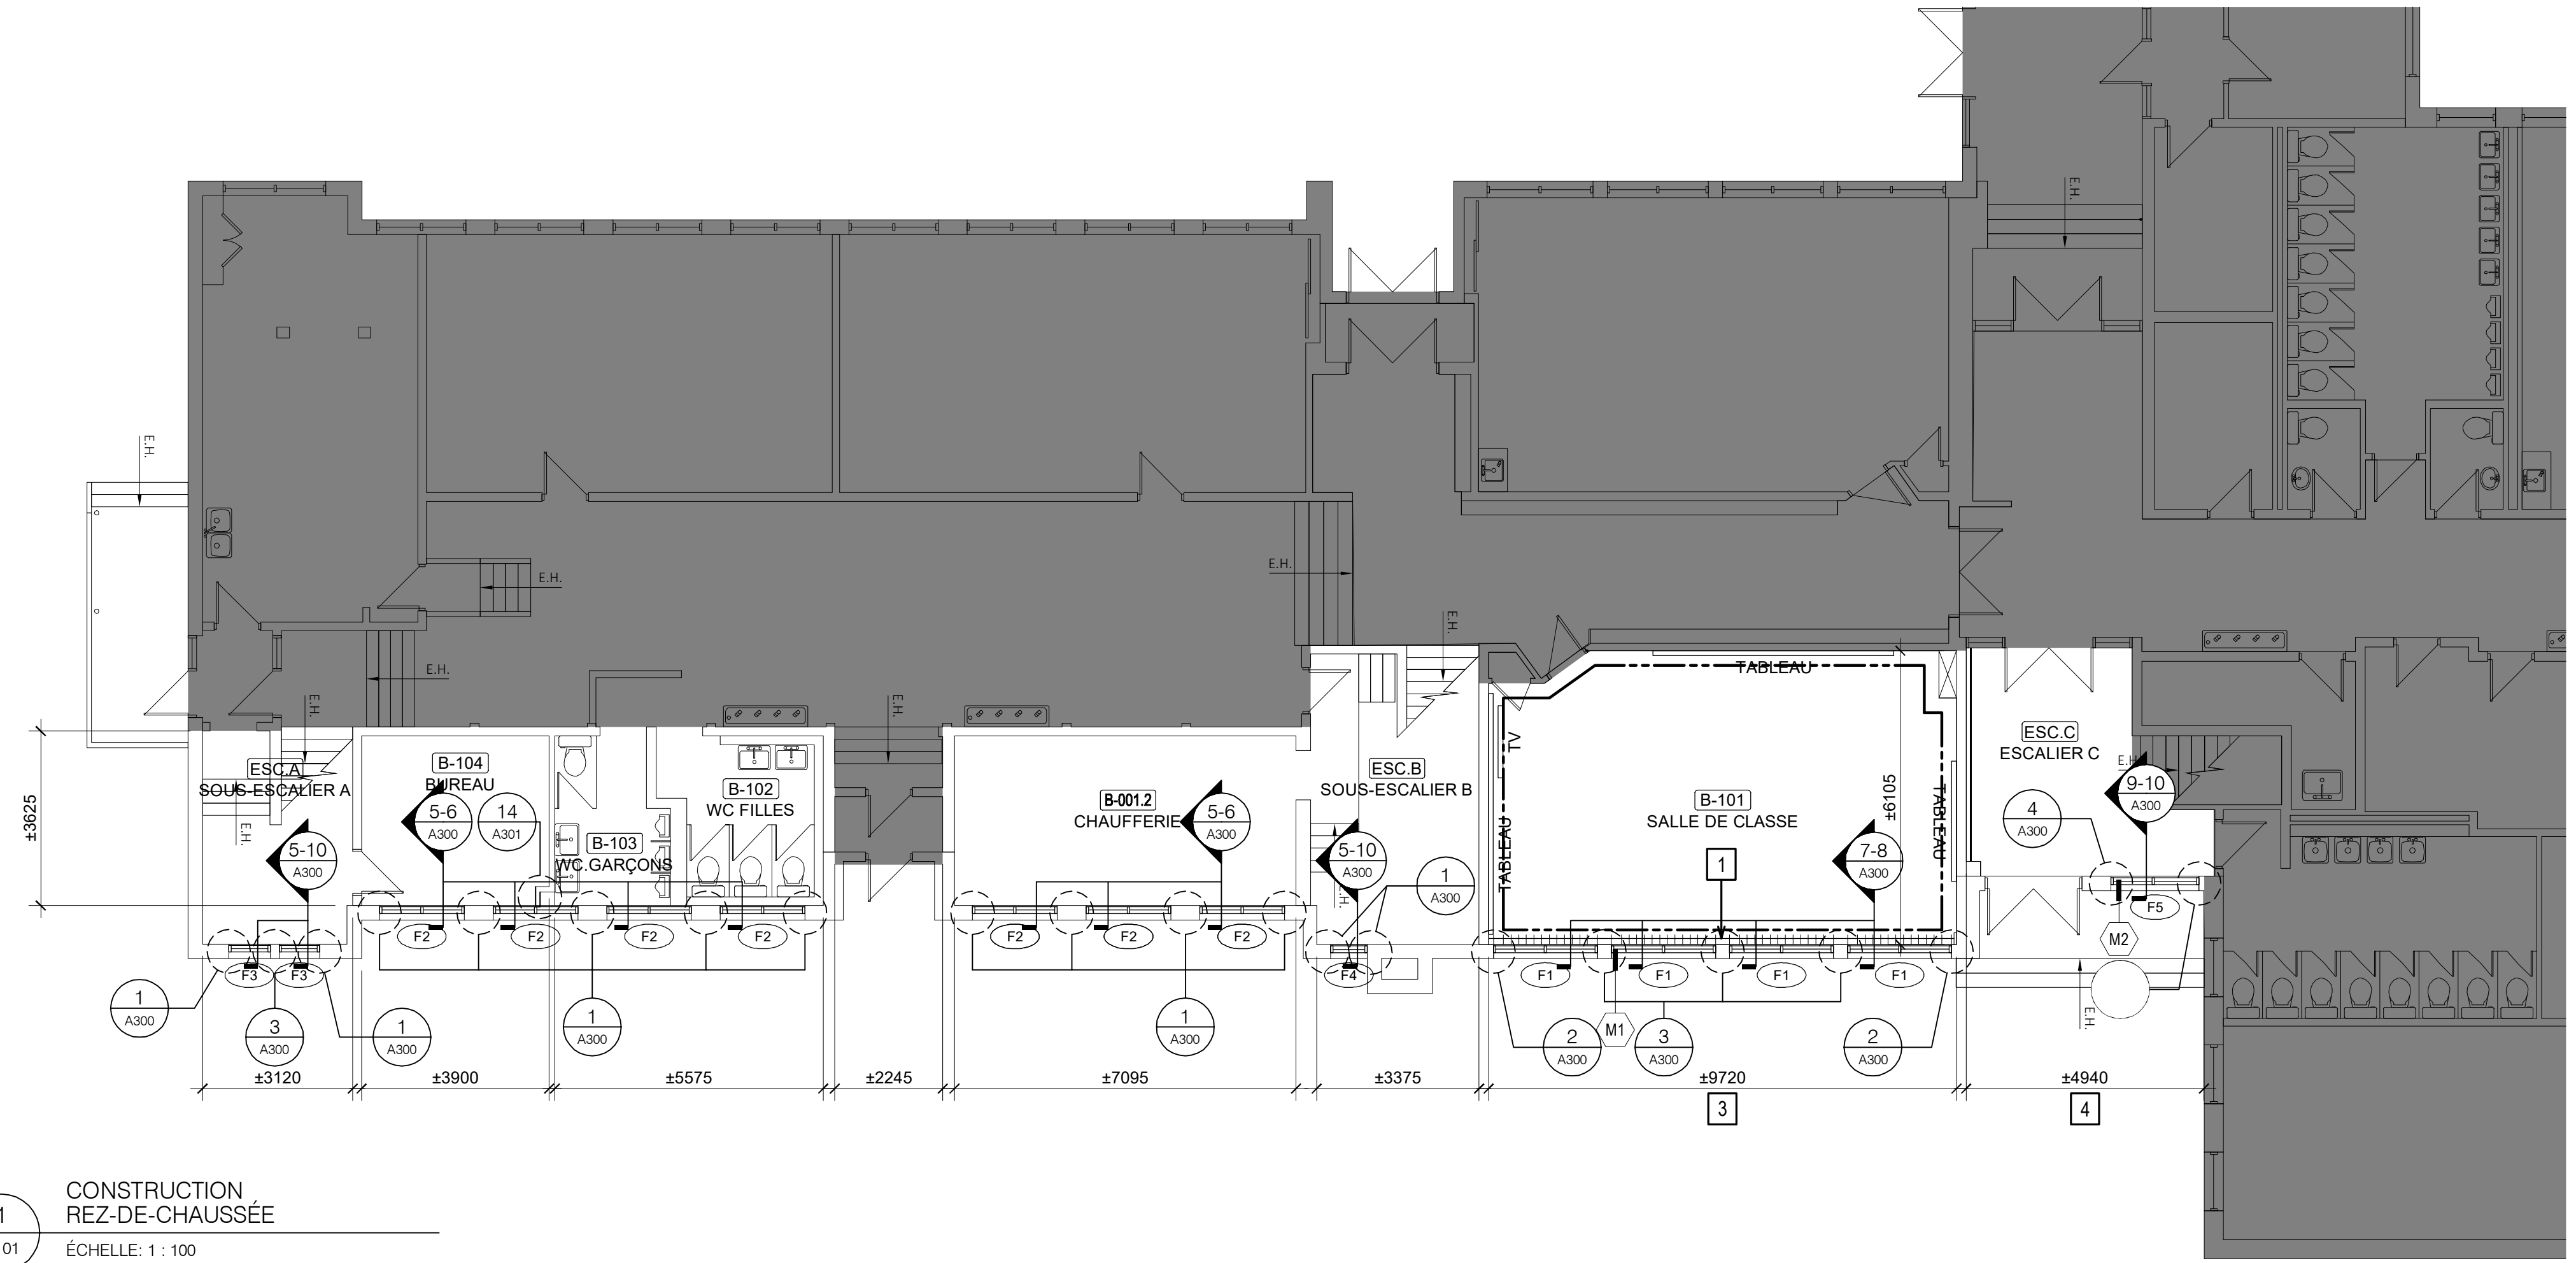 E.H.
E.H.
E.H.
E.H.
E.H.
E.H.
E.H.
E.H.
E.H.
TABLEAU
ESC.A
SOUS-ESCALIER A
B-104
BUREAU
B-102
WC FILLES
B-103
WC.GARÇONS
B-001.2
CHAUFFERIE
ESC.B
SOUS-ESCALIER B
TV
TABLEAU
B-101
SALLE DE CLASSE
±6105
TABLEAU
ESC.C
ESCALIER C
E.H.
±3625
E.H.
5-10
A300
5-6
A300
14
A301
5-6
A300
5-10
A300
E.H.
1
A300
1
7-8
A300
4
A300
9-10
A300
F3
F3
F2
F2
F2
F2
F2
F2
F2
F4
F1
F1
F1
F1
F5
M2
M1
E.H.
1
A300
3
A300
1
A300
1
A300
1
A300
2
A300
3
A300
2
A300
±3120
±3900
±5575
±2245
±7095
±3375
±9720
±4940
3
4
CONSTRUCTION
REZ-DE-CHAUSSÉE
1
01
ÉCHELLE: 1 : 100